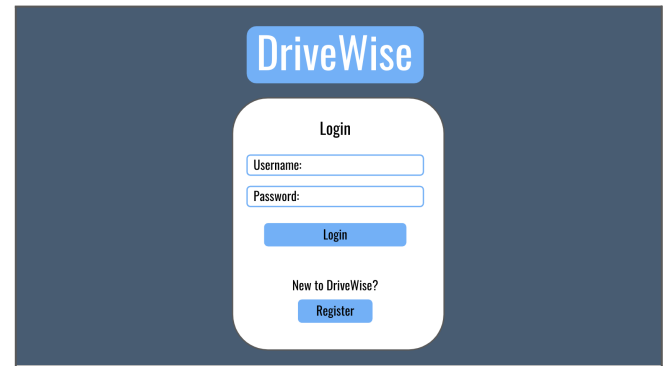 DriveWise
Login
Username:
Password:
Login
New to DriveWise?
Register